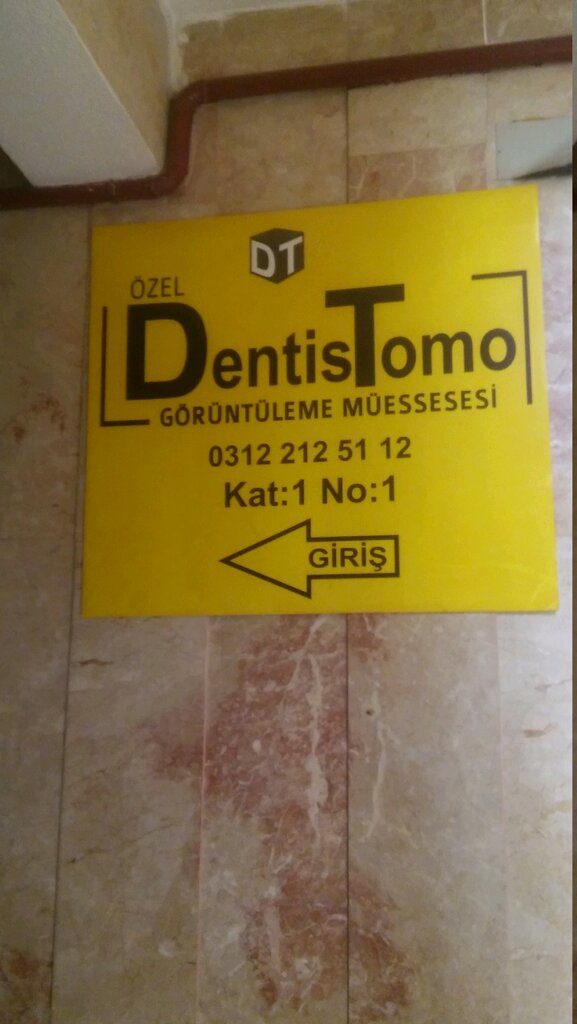 DT
ÖZEL
DentisTomo
GÖRÜNTÜLEME MÜESSESESİ
0312 212 51 12
Kat:1 No:1
GİRİŞ